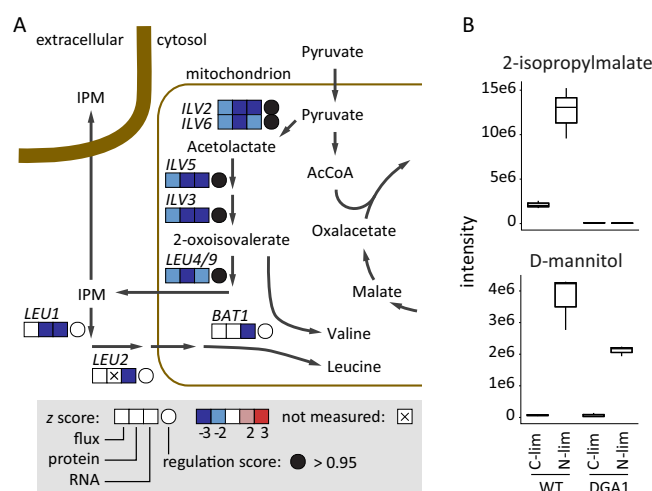 A
extracellular
cytosol
Pyruvate
mitochondrion
IPM
ILV2
ILV6
Pyruvate
Acetolactate
ILV5
AcCoA
ILV3
Oxalacetate
2-oxoisovalerate
LEU4/9
Malate
IPM
LEU1
BAT1
Valine
LEU2
Leucine
z score:
flux
protein
RNA
-3 -2 2 3
not measured:
regulation score: > 0.95
B
2-isopropylmalate
15e6
10e6
5e6
0
intensity
D-mannitol
4e6
2e6
1e6
0
C-lim
N-lim
C-lim
N-lim
WT
DGA1